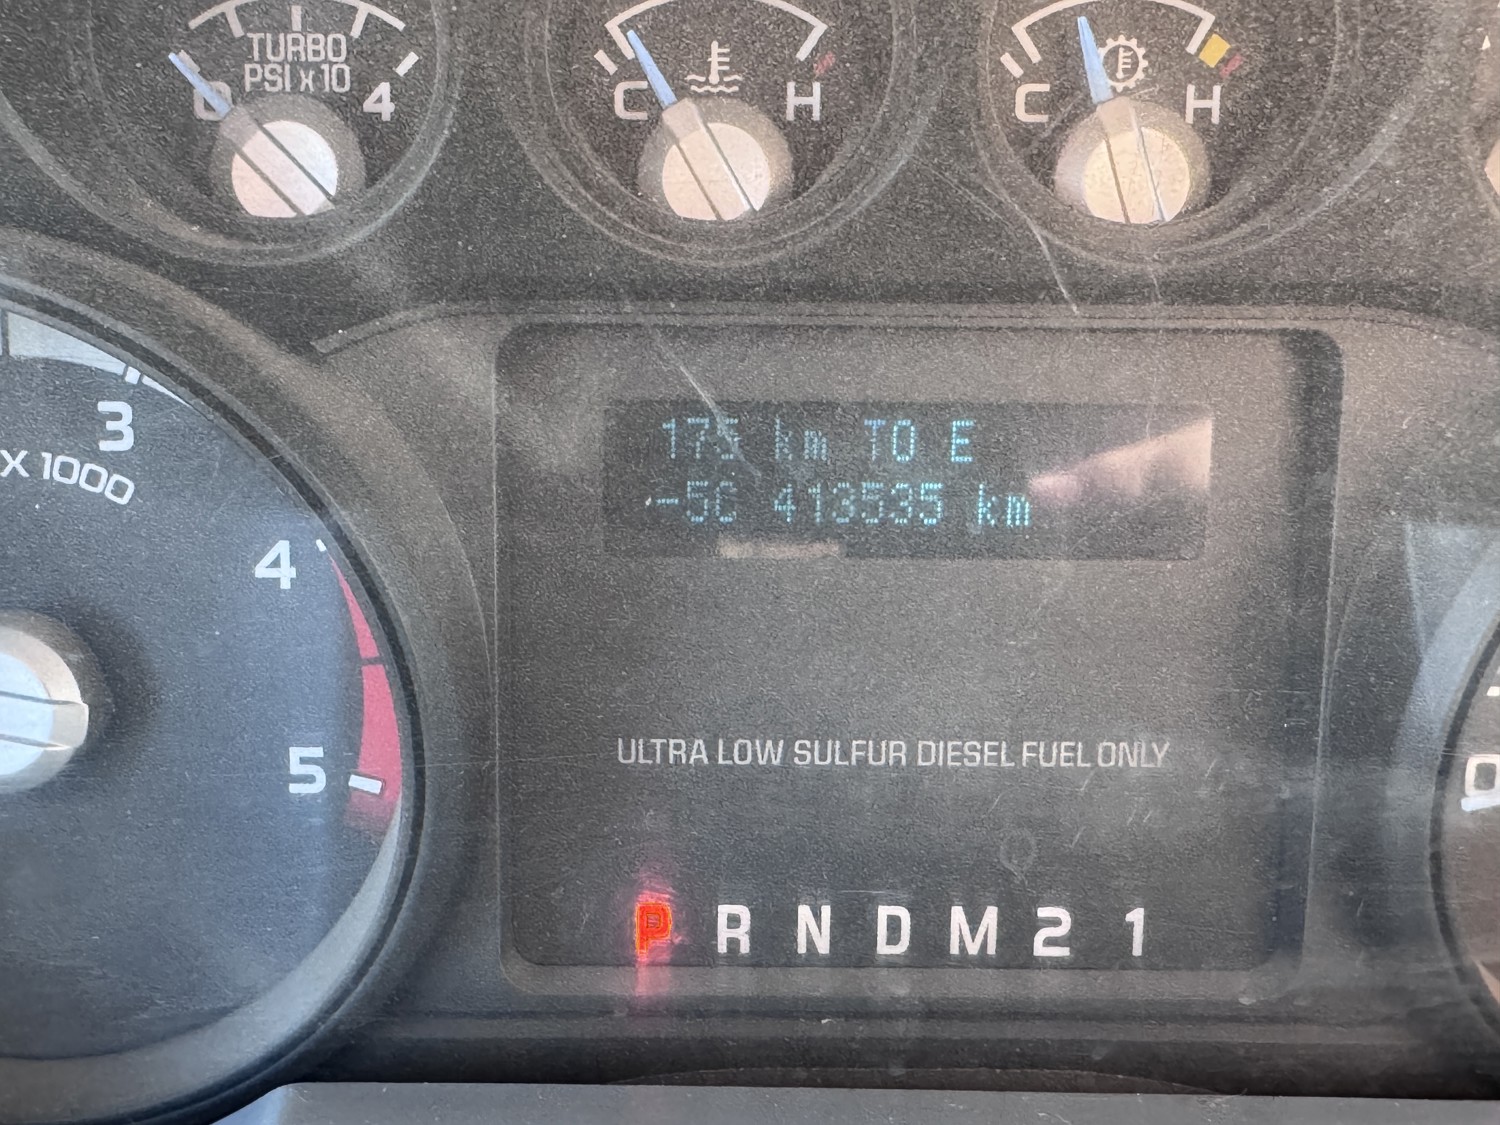 TURBO
PSI x 10
0 4
C H
C H
3
X 1000
4
5
175 km TO E
-5C 413535 km
ULTRA LOW SULFUR DIESEL FUEL ONLY
P R N D M 2 1
0